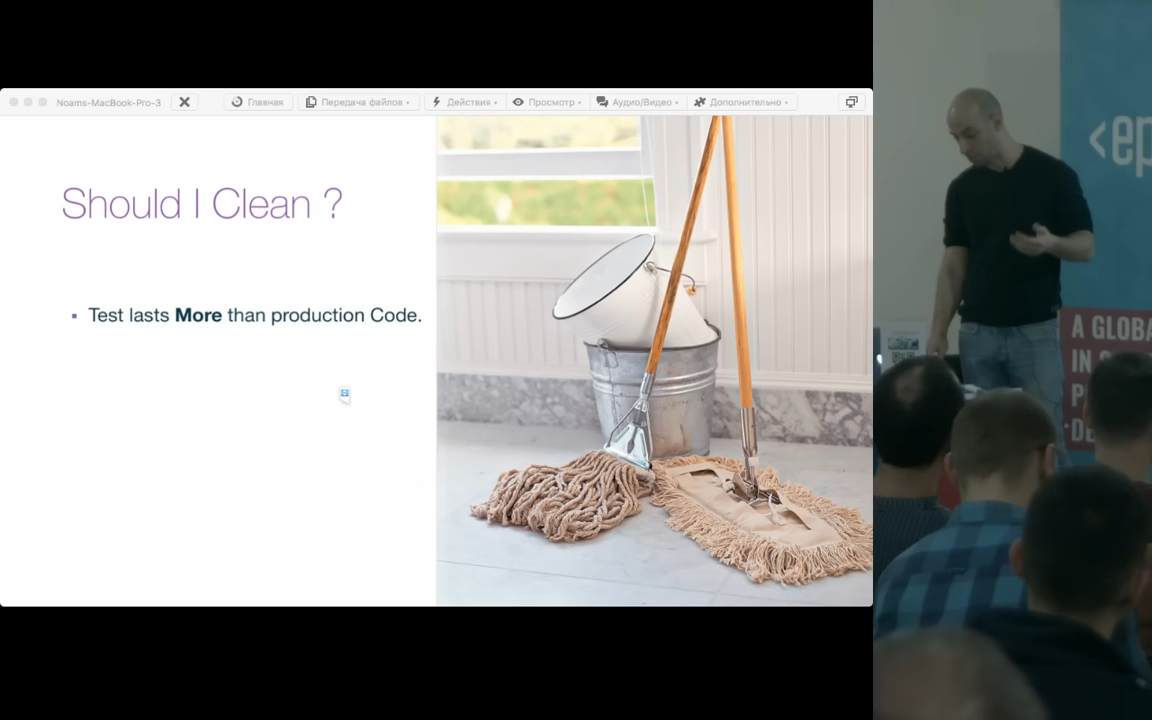 Noams-MacBook-Pro-3
Главная
Передача файлов
Действия
Просмотр
Аудио/Видео
Дополнительно
Should I Clean ?
▪ Test lasts More than production Code.
<ep
A GLOBA
IN
P
DE